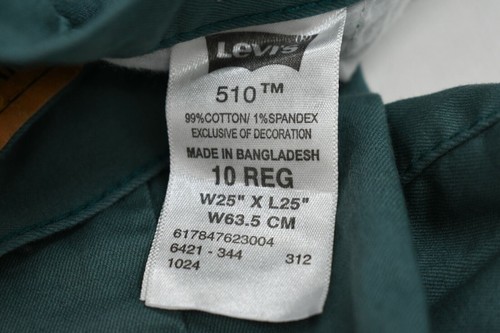 Levi's™
510™
99%COTTON/ 1%SPANDEX
EXCLUSIVE OF DECORATION
MADE IN BANGLADESH
10 REG
W25" X L25"
W63.5 CM
617847623004
6421 - 344 312
1024